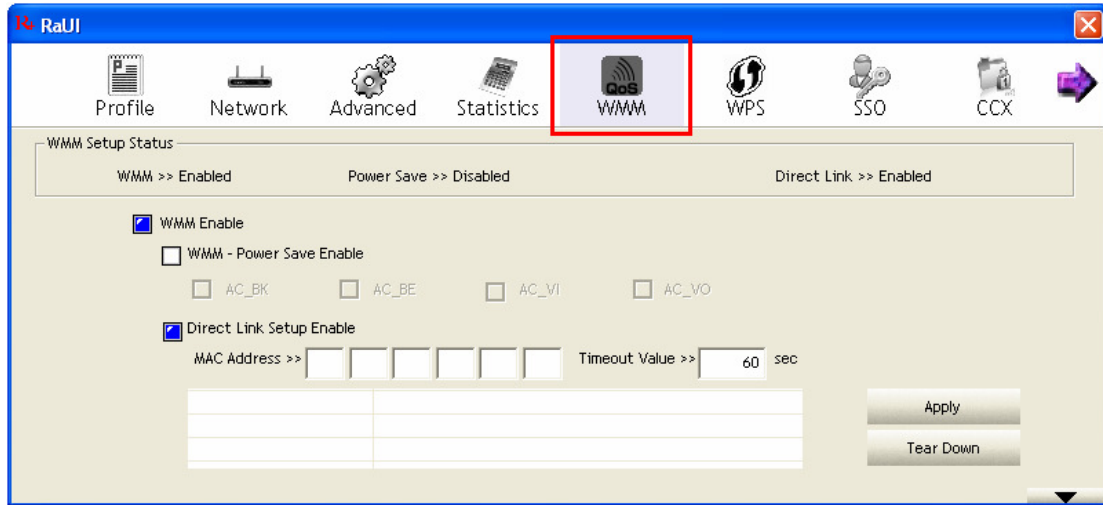 RaUI
QoS
Profile Network Advanced Statistics WMM WPS SSO CCX
WMM Setup Status
WMM >> Enabled Power Save >> Disabled Direct Link >> Enabled
WMM Enable
WMM - Power Save Enable
AC_BK AC_BE AC_VI AC_VO
Direct Link Setup Enable
MAC Address >> Timeout Value >> 60 sec
Apply
Tear Down